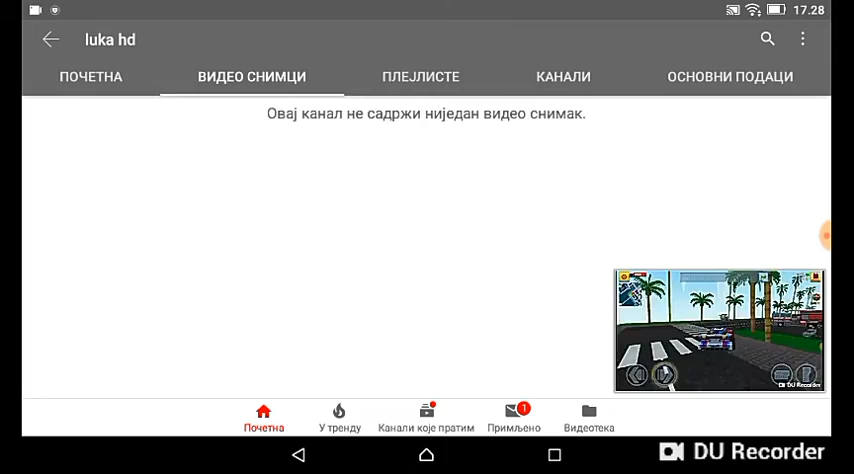 17.28
luka hd
ПОЧЕТНА ВИДЕО СНИМЦИ ПЛЕЈЛИСТЕ КАНАЛИ ОСНОВНИ ПОДАЦИ
Овај канал не садржи ниједан видео снимак.
DU Recorder
1
Почетна У тренду Канали које пратим Примљено Видеотека
DU Recorder